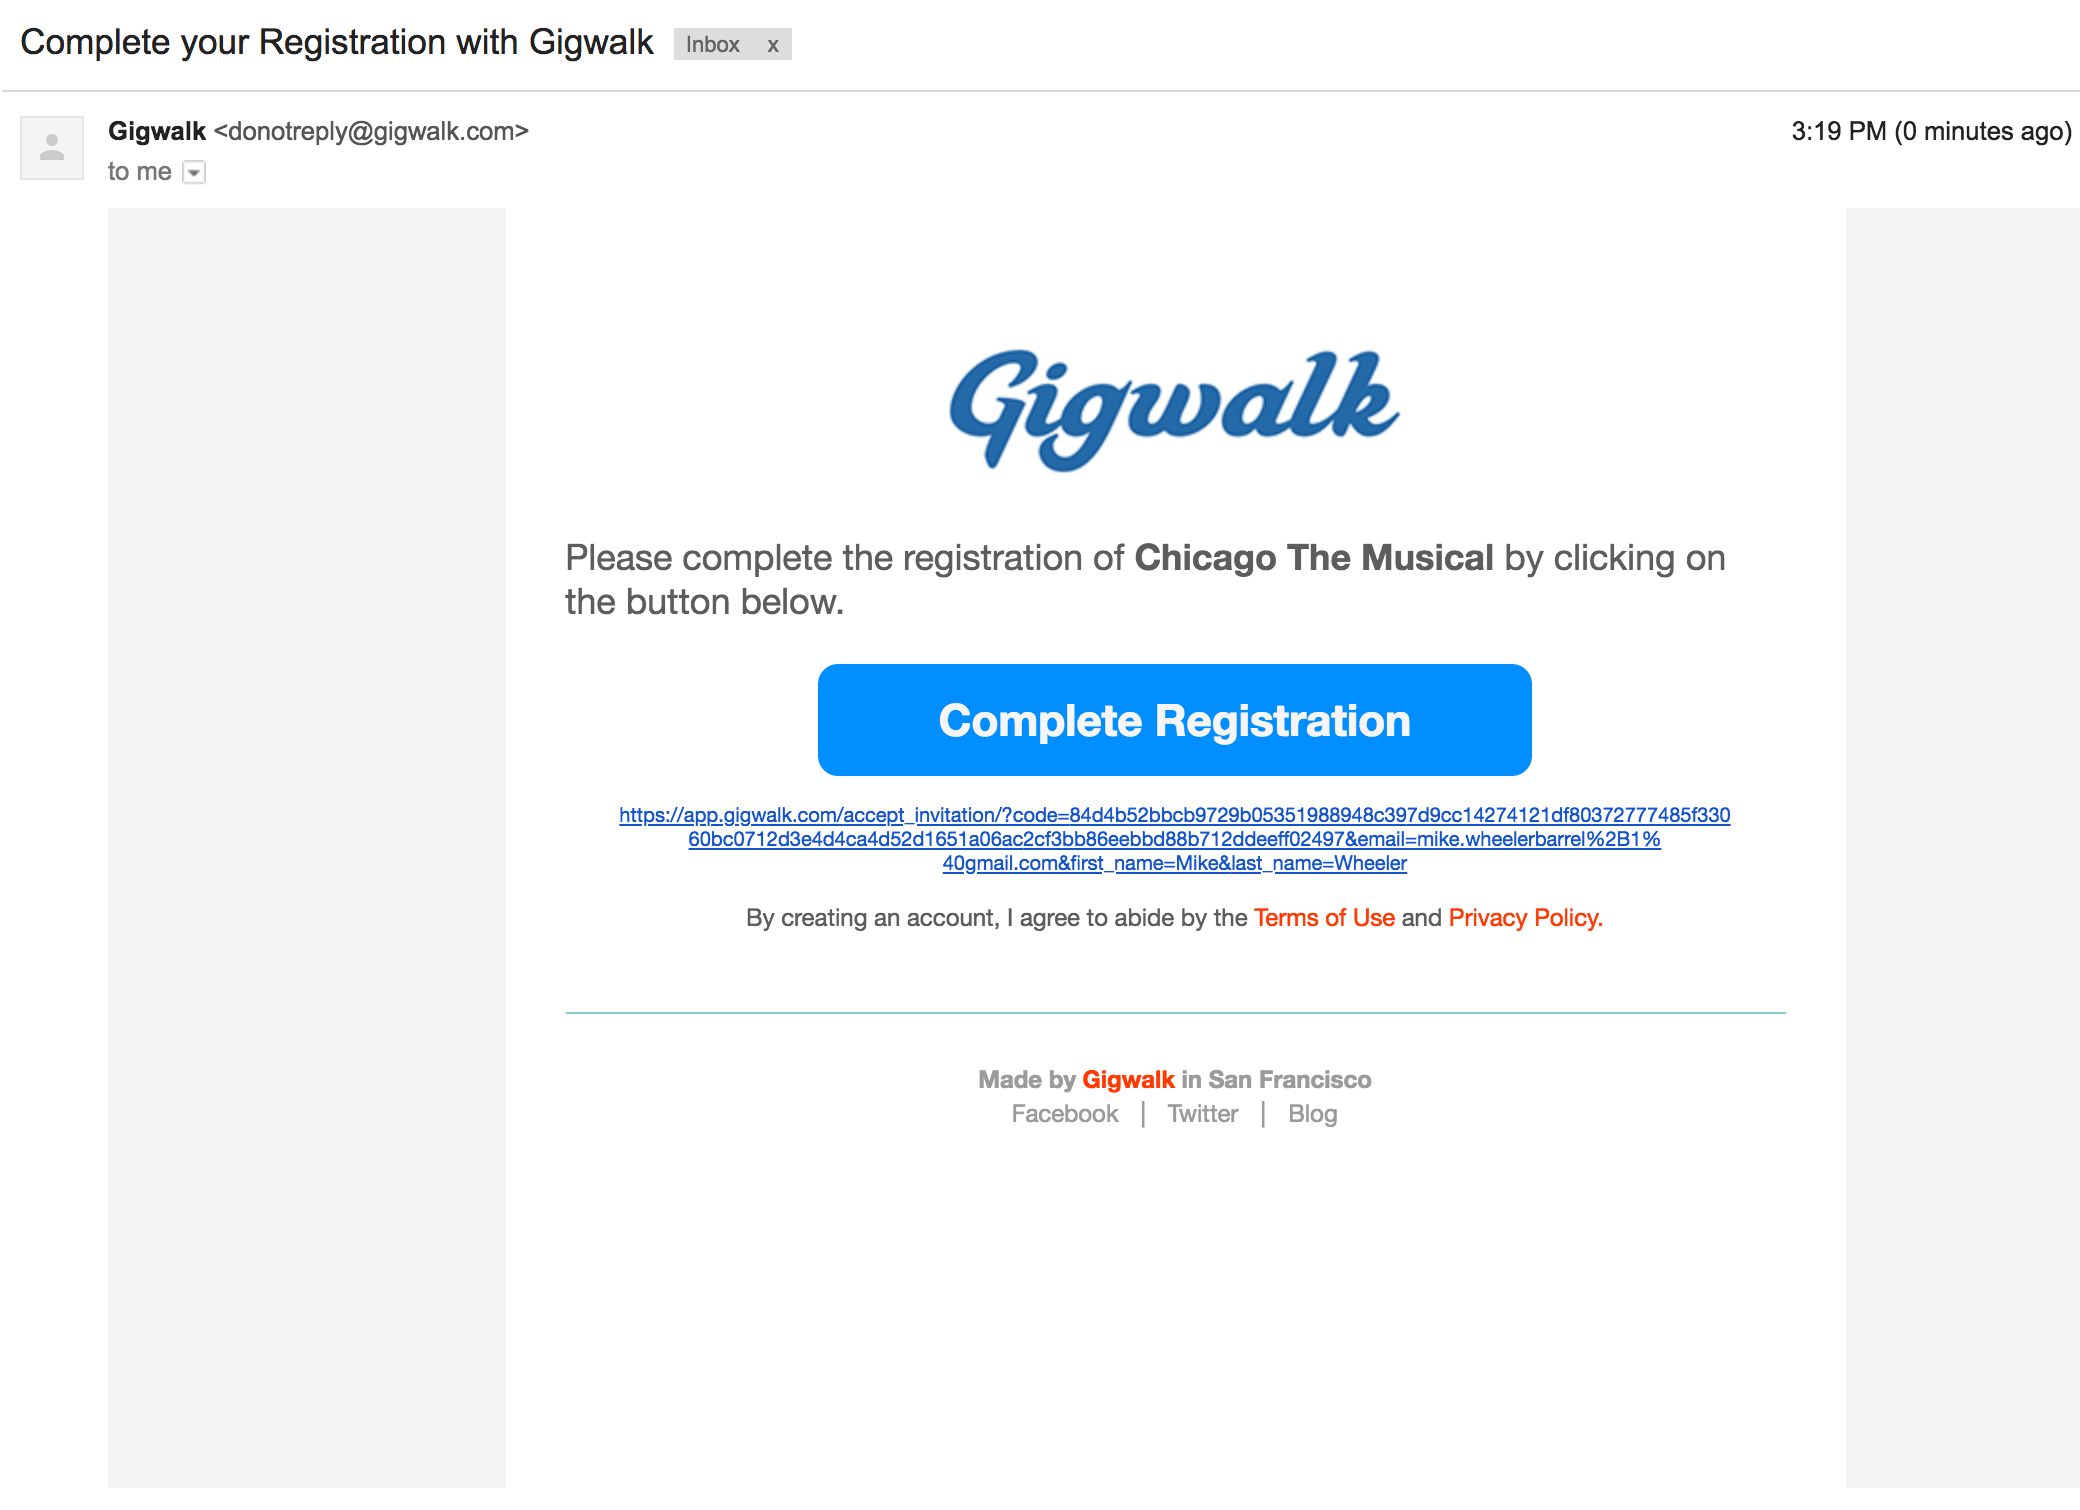 Complete your Registration with Gigwalk Inbox x
Gigwalk <donotreply@gigwalk.com> 3:19 PM (0 minutes ago)
to me
Gigwalk
Please complete the registration of Chicago The Musical by clicking on
the button below.
Complete Registration
https://app.gigwalk.com/accept_invitation/?code=84d4b52bbcb9729b05351988948c397d9cc14274121df80372777485f330
60bc0712d3e4d4ca4d52d1651a06ac2cf3bb86eebbd88b712ddeeff02497&email=mike.wheelerbarrel%2B1%
40gmail.com&first_name=Mike&last_name=Wheeler
By creating an account, I agree to abide by the Terms of Use and Privacy Policy.
Made by Gigwalk in San Francisco
Facebook | Twitter | Blog